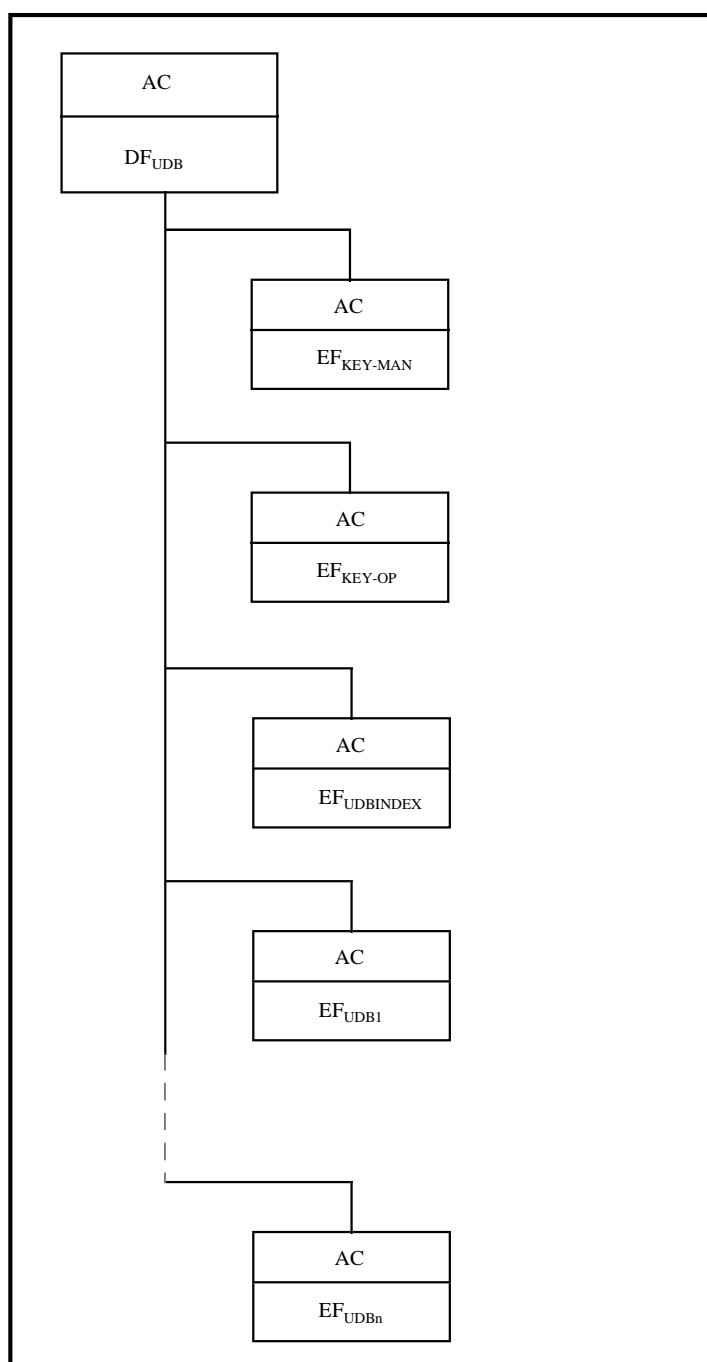 AC
DF_UDB
AC
EF_KEY-MAN
AC
EF_KEY-OP
AC
EF_UDBINDEX
AC
EF_UDB1
AC
EF_UDBn